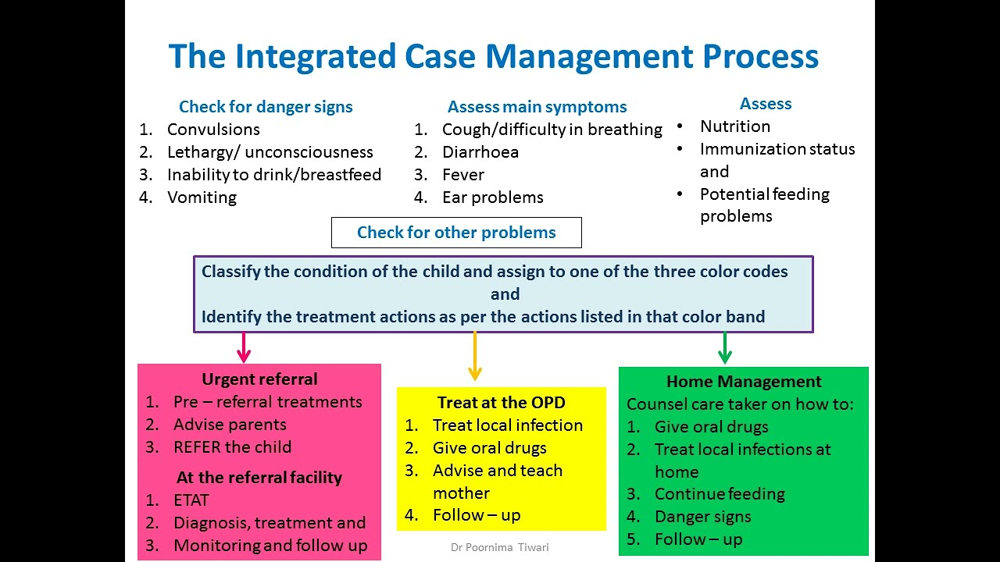 The Integrated Case Management Process
Check for danger signs
1. Convulsions
2. Lethargy/ unconsciousness
3. Inability to drink/breastfeed
4. Vomiting
Assess main symptoms
1. Cough/difficulty in breathing
2. Diarrhoea
3. Fever
4. Ear problems
Assess
• Nutrition
• Immunization status
and
• Potential feeding
problems
Check for other problems
Classify the condition of the child and assign to one of the three color codes
and
Identify the treatment actions as per the actions listed in that color band
Urgent referral
1. Pre – referral treatments
2. Advise parents
3. REFER the child
At the referral facility
1. ETAT
2. Diagnosis, treatment and
3. Monitoring and follow up
Treat at the OPD
1. Treat local infection
2. Give oral drugs
3. Advise and teach
mother
4. Follow – up
Home Management
Counsel care taker on how to:
1. Give oral drugs
2. Treat local infections at
home
3. Continue feeding
4. Danger signs
5. Follow – up
Dr Poornima Tiwari